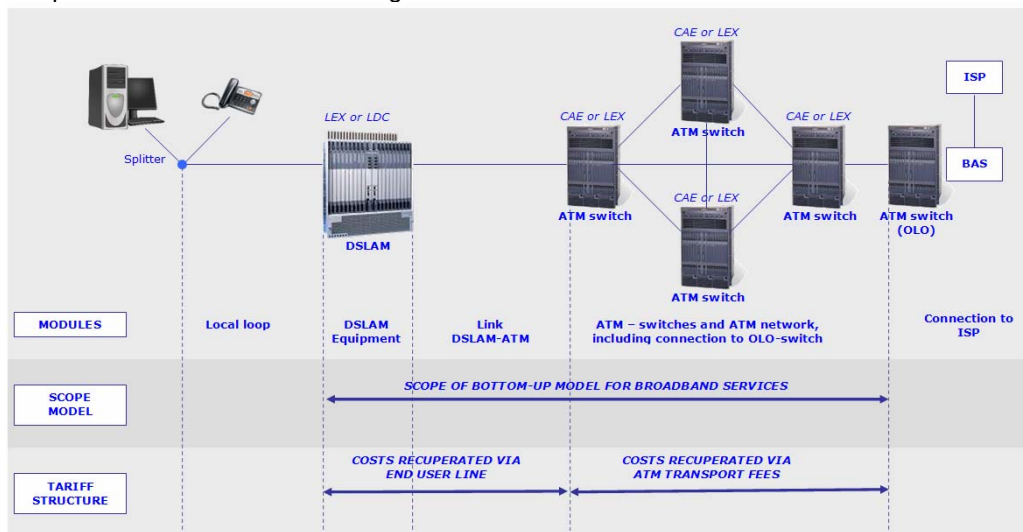 CAE or LEX
ISP
LEX or LDC
CAE or LEX
ATM switch
CAE or LEX
Splitter
CAE or LEX
BAS
ATM switch
ATM switch
ATM switch
(OLO)
DSLAM
ATM switch
MODULES
Local loop
DSLAM
Equipment
Link
DSLAM-ATM
ATM – switches and ATM network,
including connection to OLO-switch
Connection to
ISP
SCOPE
MODEL
SCOPE OF BOTTOM-UP MODEL FOR BROADBAND SERVICES
TARIFF
STRUCTURE
COSTS RECUPERATED VIA
END USER LINE
COSTS RECUPERATED VIA
ATM TRANSPORT FEES